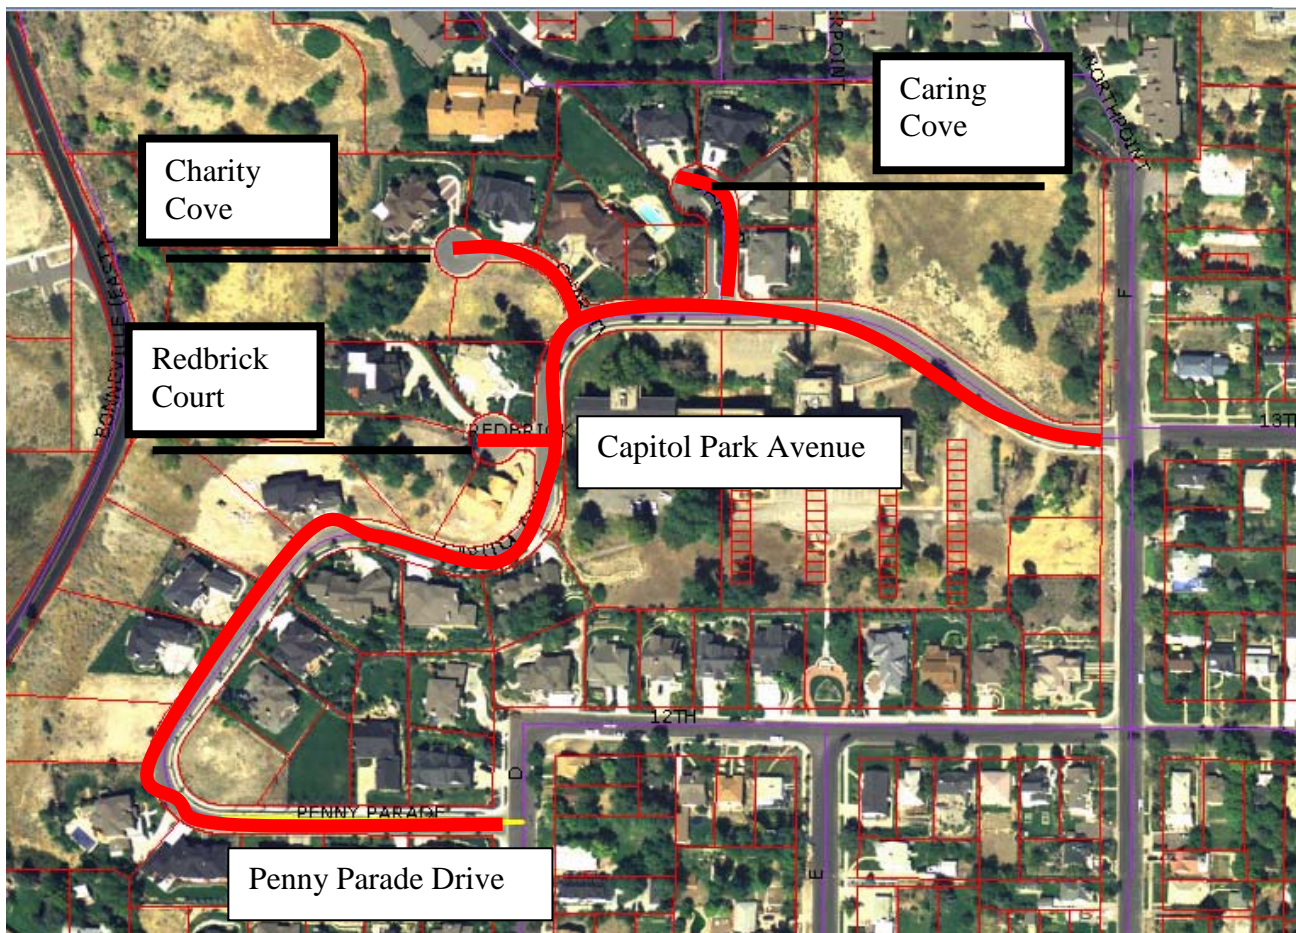 Caring
Cove
NORTHPOINT
Charity
Cove
F
BONNEVILLE (EAST
Redbrick
Court
REDBRICK
Capitol Park Avenue
13TH
12TH
D
PENNY PARADE
Penny Parade Drive
E